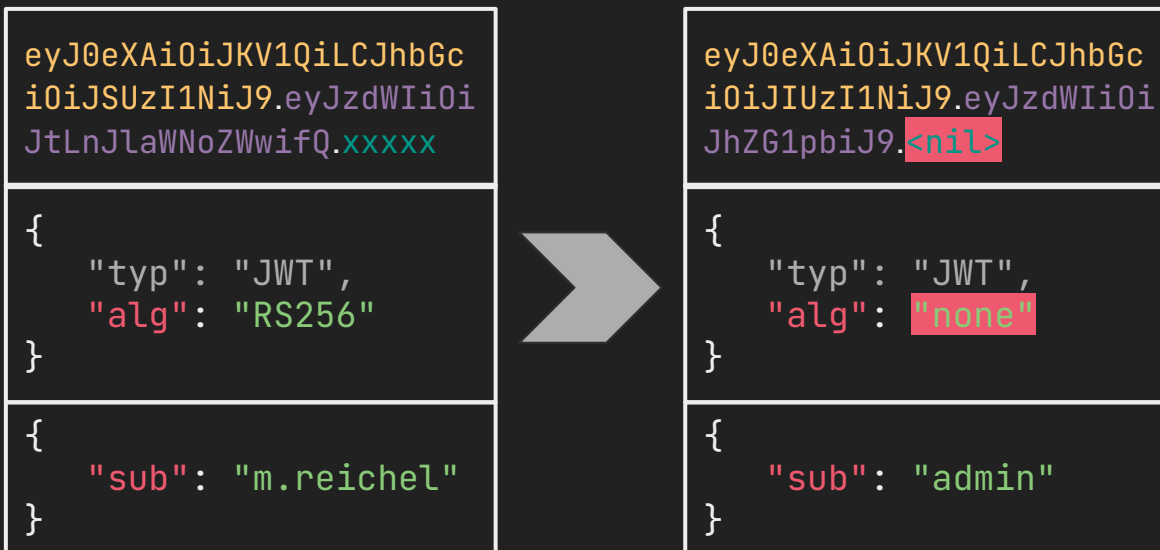 eyJ0eXAiOiJKV1QiLCJhbGc
iOiJSUzI1NiJ9.eyJzdWIiOi
JtLnJlaWNoZWwifQ.xxxxx
{
"typ": "JWT",
"alg": "RS256"
}
{
"sub": "m.reichel"
}
eyJ0eXAiOiJKV1QiLCJhbGc
iOiJIUzI1NiJ9.eyJzdWIiOi
JhZG1pbiJ9.<nil>
{
"typ": "JWT",
"alg": "none"
}
{
"sub": "admin"
}